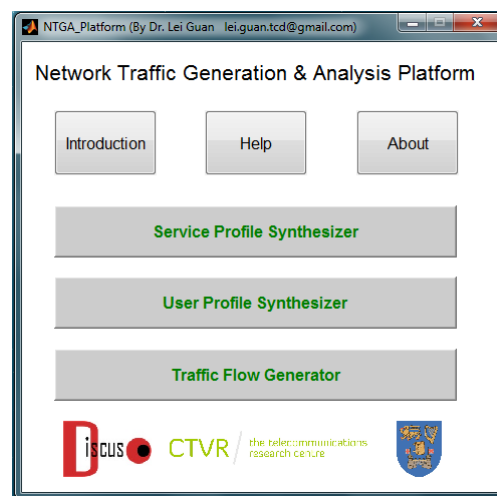 NTGA_Platform (By Dr. Lei Guan lei.guan.tcd@gmail.com)
Network Traffic Generation & Analysis Platform
Introduction Help About
Service Profile Synthesizer
User Profile Synthesizer
Traffic Flow Generator
Discus CTVR / the telecommunications
research centre